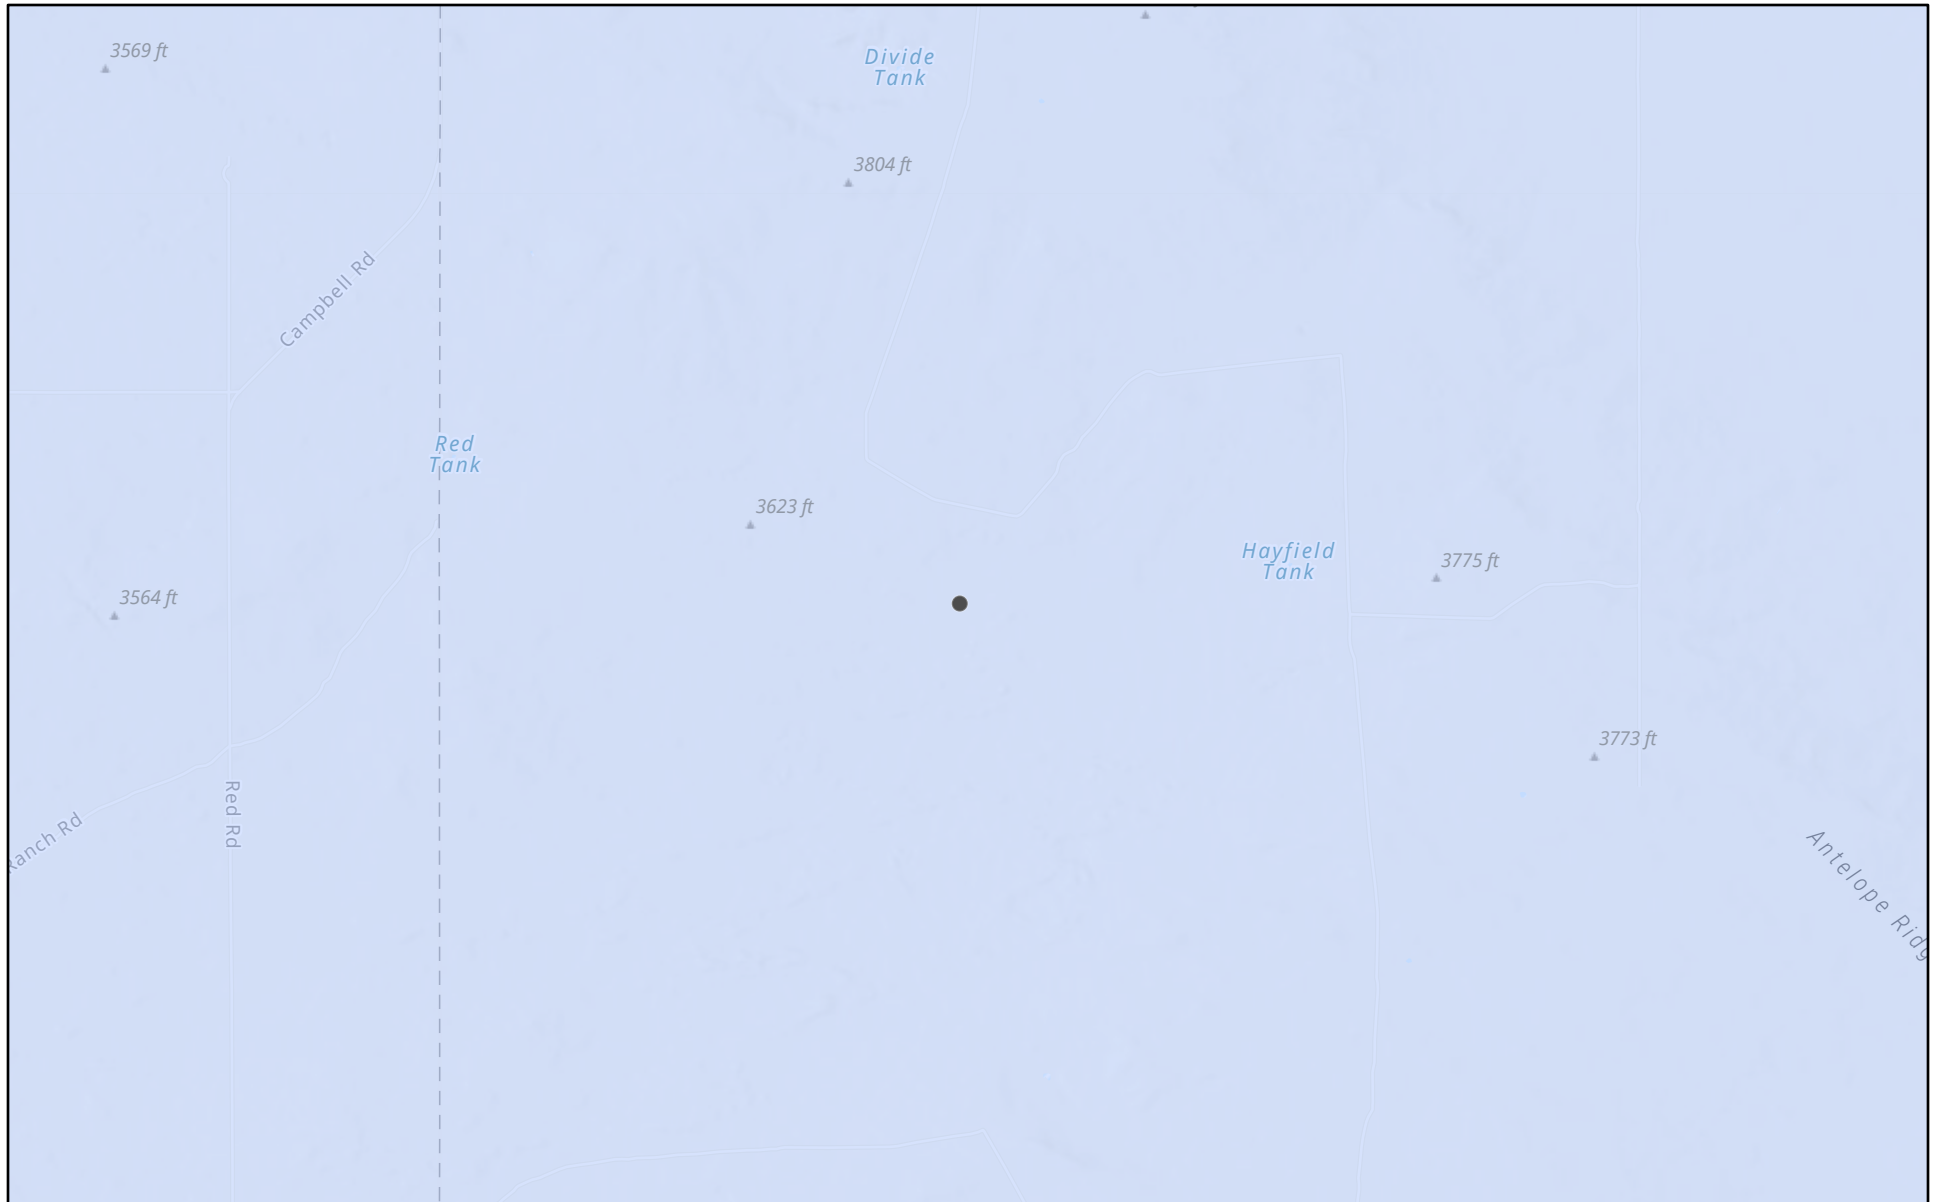 3569 ft
Divide
Tank
3804 ft
Campbell Rd
Red
Tank
3623 ft
Hayfield
Tank
3775 ft
3564 ft
3773 ft
Red Rd
Ranch Rd
Antelope Ridg